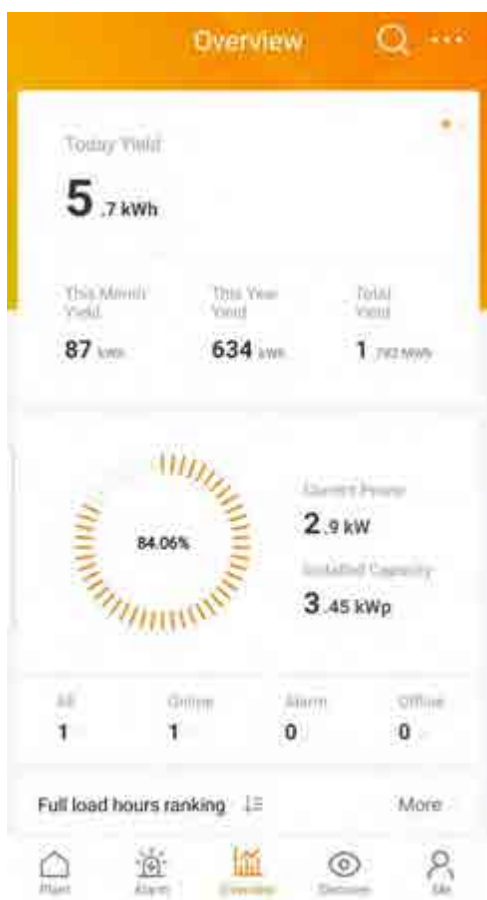 Overview
Today Yield
5.7 kWh
This Month This Year Total
Yield Yield Yield
87 kWh 634 kWh 1
Current Power
84.06% 2.9 kW
Installed Capacity
3.45 kWp
All Online Alarm Offline
1 1 0 0
Full load hours ranking More
Plant Alarm Overview Discover Me